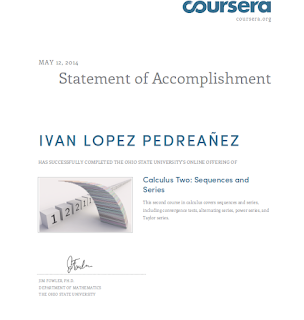 coursera
coursera.org
MAY 12, 2014
Statement of Accomplishment
IVAN LOPEZ PEDREAÑEZ
HAS SUCCESSFULLY COMPLETED THE OHIO STATE UNIVERSITY'S ONLINE OFFERING OF
Calculus Two: Sequences and
Series
This second course in calculus covers sequences and series,
including convergence tests, alternating series, power series, and
Taylor series.
JIM FOWLER, PH.D.
DEPARTMENT OF MATHEMATICS
THE OHIO STATE UNIVERSITY